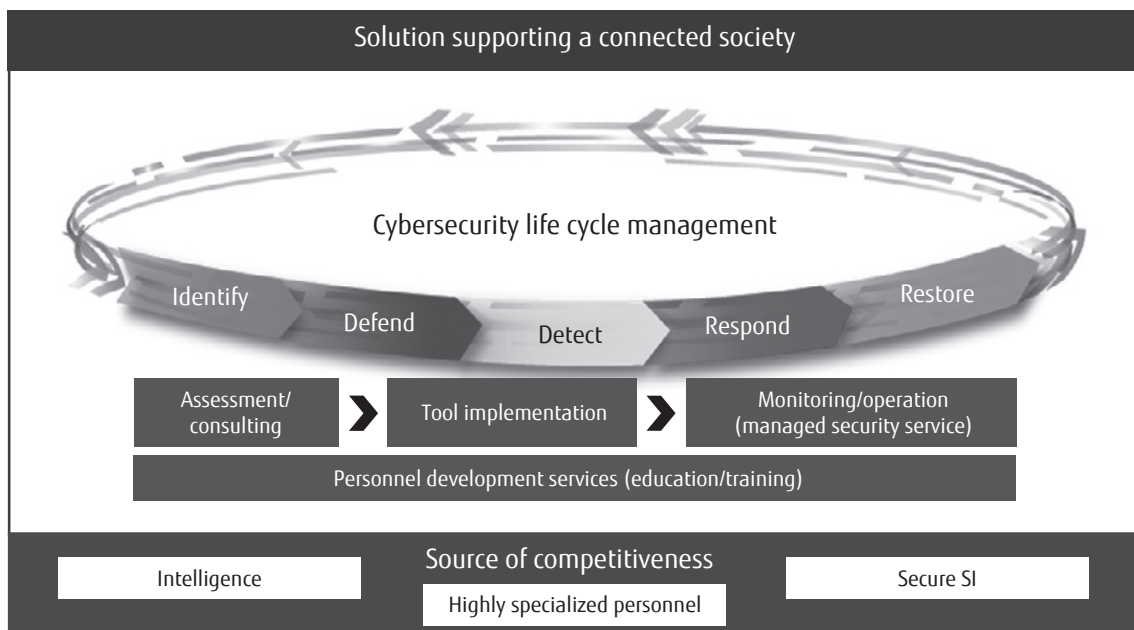 Solution supporting a connected society
Cybersecurity life cycle management
Identify
Defend
Detect
Respond
Restore
Assessment/
consulting
Tool implementation
Monitoring/operation
(managed security service)
Personnel development services (education/training)
Source of competitiveness
Intelligence
Highly specialized personnel
Secure SI